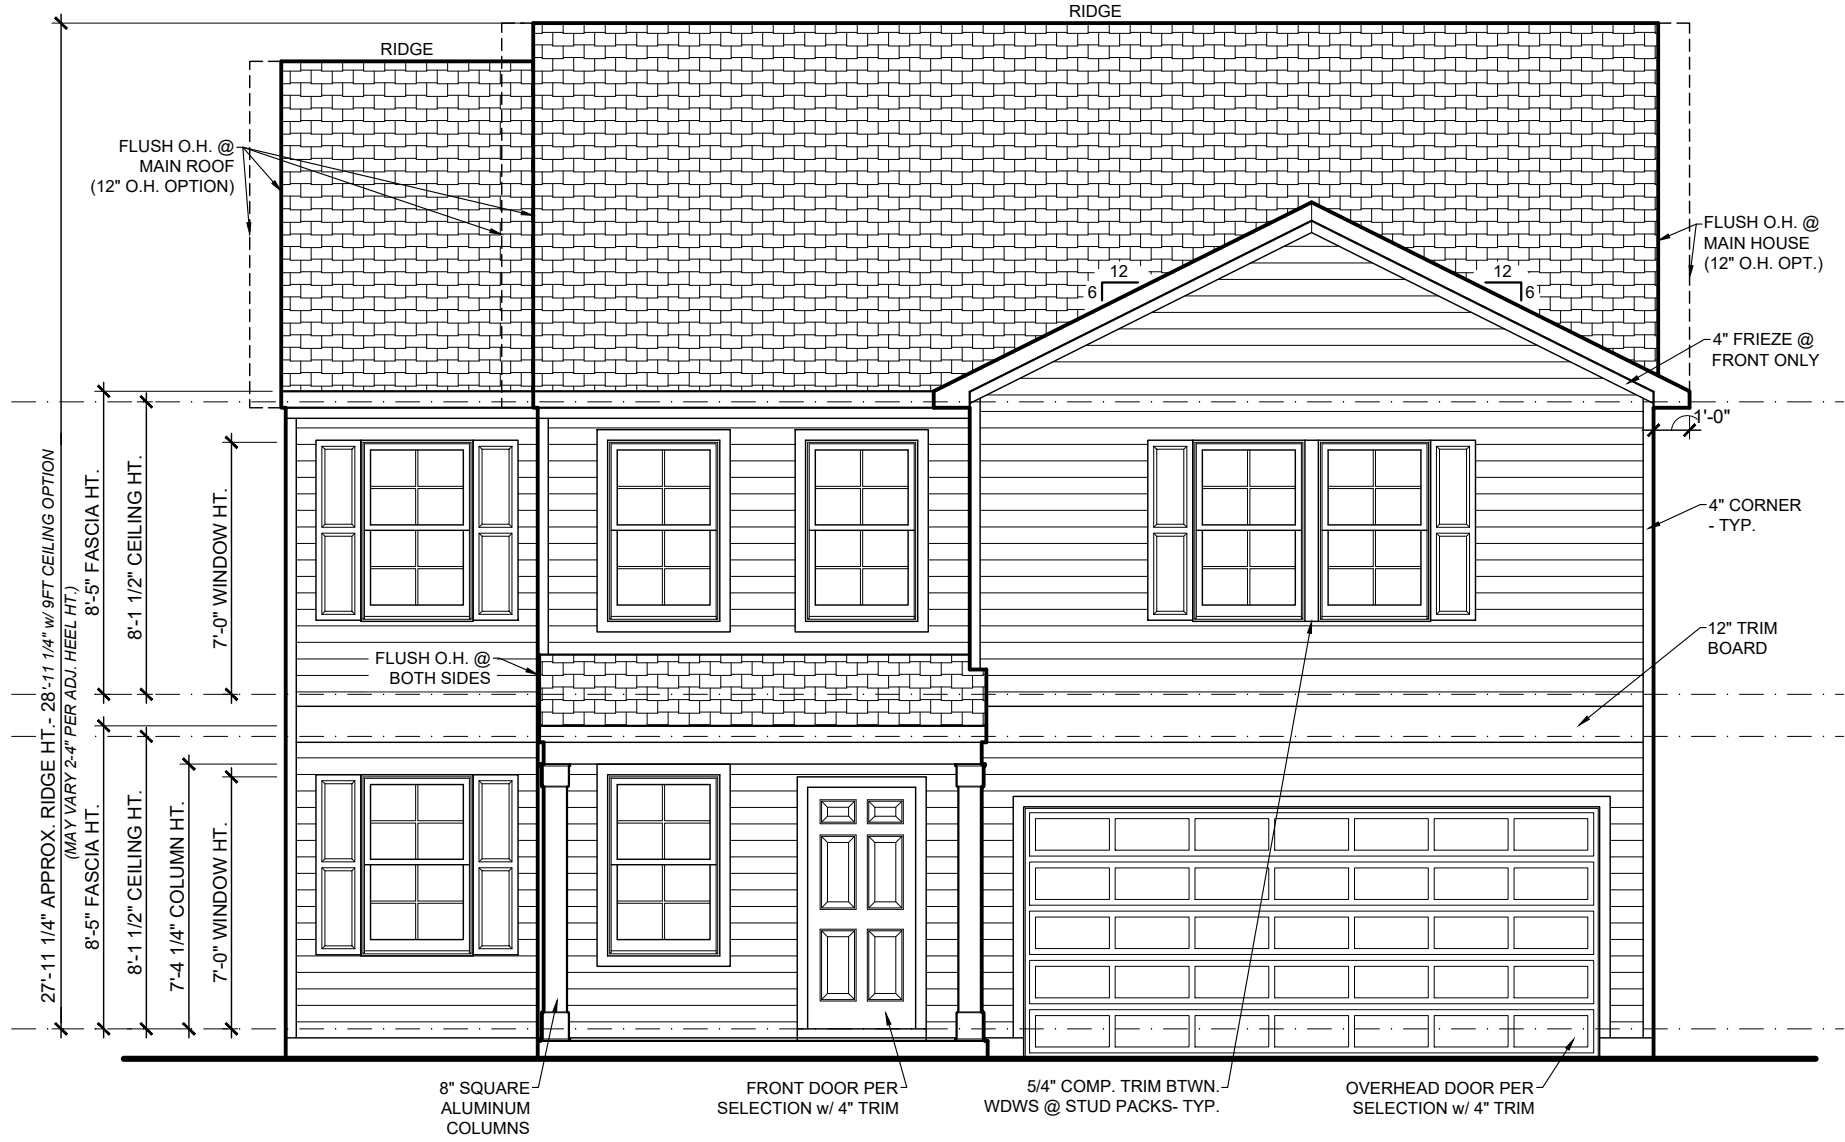 RIDGE
RIDGE
FLUSH O.H. @
MAIN ROOF
(12" O.H. OPTION)
FLUSH O.H. @
MAIN HOUSE
(12" O.H. OPT.)
12
6
12
6
4" FRIEZE @
FRONT ONLY
1'-0"
4" CORNER
- TYP.
12" TRIM
BOARD
27'-11 1/4" APPROX. RIDGE HT.- 28'-11 1/4" w/ 9FT CEILING OPTION
(MAY VARY 2-4" PER ADJ. HEEL HT.)
8'-5" FASCIA HT.
8'-1 1/2" CEILING HT.
7'-0" WINDOW HT.
FLUSH O.H. @
BOTH SIDES
8'-5" FASCIA HT.
8'-1 1/2" CEILING HT.
7'-4 1/4" COLUMN HT.
7'-0" WINDOW HT.
8" SQUARE
ALUMINUM
COLUMNS
FRONT DOOR PER
SELECTION w/ 4" TRIM
5/4" COMP. TRIM BTWN.
WDWS @ STUD PACKS- TYP.
OVERHEAD DOOR PER
SELECTION w/ 4" TRIM